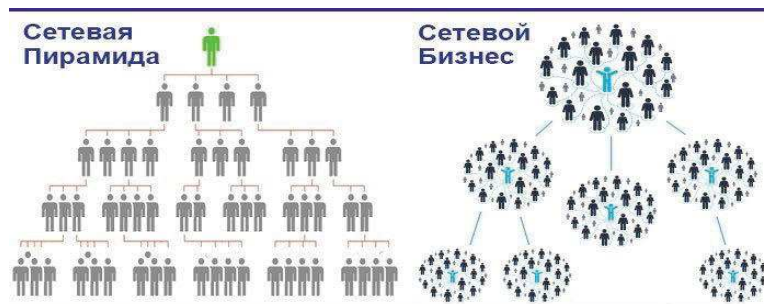 Сетевая
Пирамида
Сетевой
Бизнес